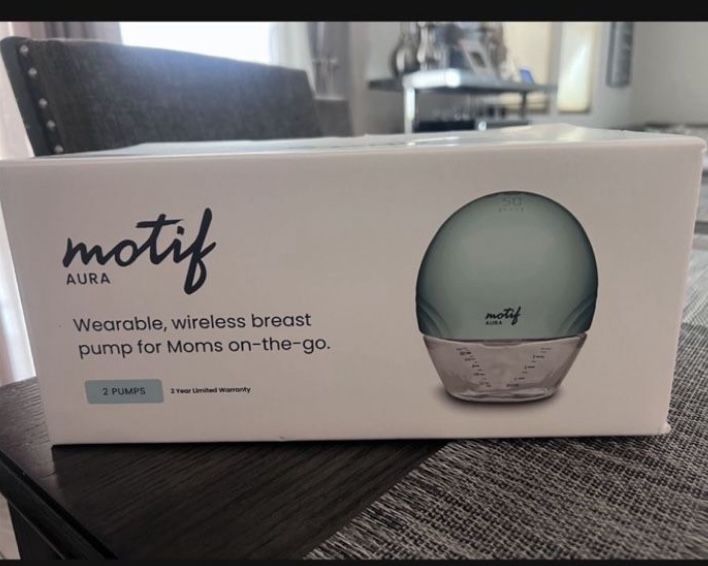 motif
AURA
Wearable, wireless breast
pump for Moms on-the-go.
2 PUMPS
2 Year Limited Warranty
motif
AURA